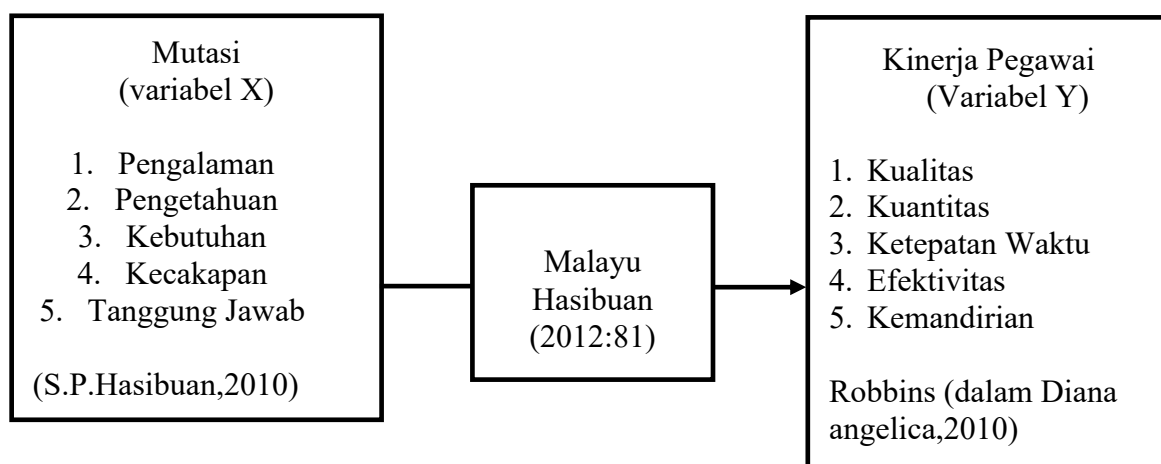 Mutasi
(variabel X)
1. Pengalaman
2. Pengetahuan
3. Kebutuhan
4. Kecakapan
5. Tanggung Jawab
(S.P.Hasibuan,2010)
Malayu
Hasibuan
(2012:81)
Kinerja Pegawai
(Variabel Y)
1. Kualitas
2. Kuantitas
3. Ketepatan Waktu
4. Efektivitas
5. Kemandirian
Robbins (dalam Diana
angelica,2010)